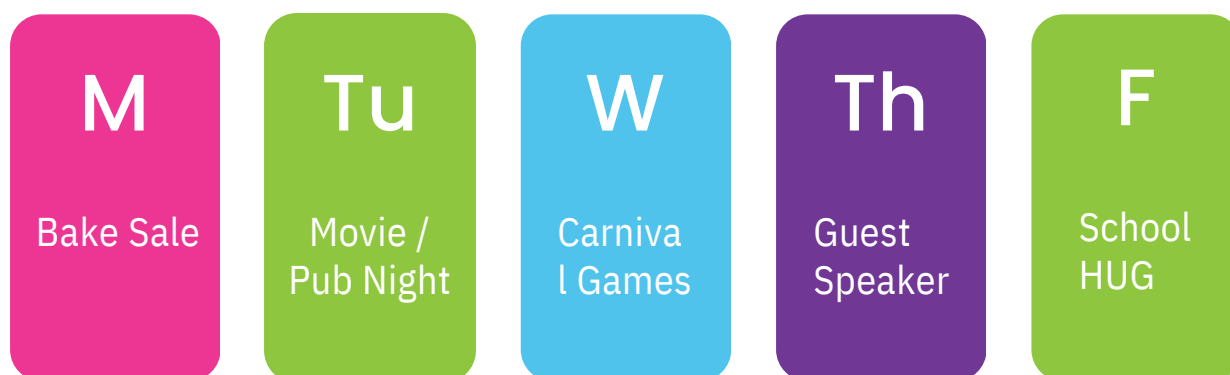 M
Bake Sale
Tu
Movie /
Pub Night
W
Carniva
l Games
Th
Guest
Speaker
F
School
HUG